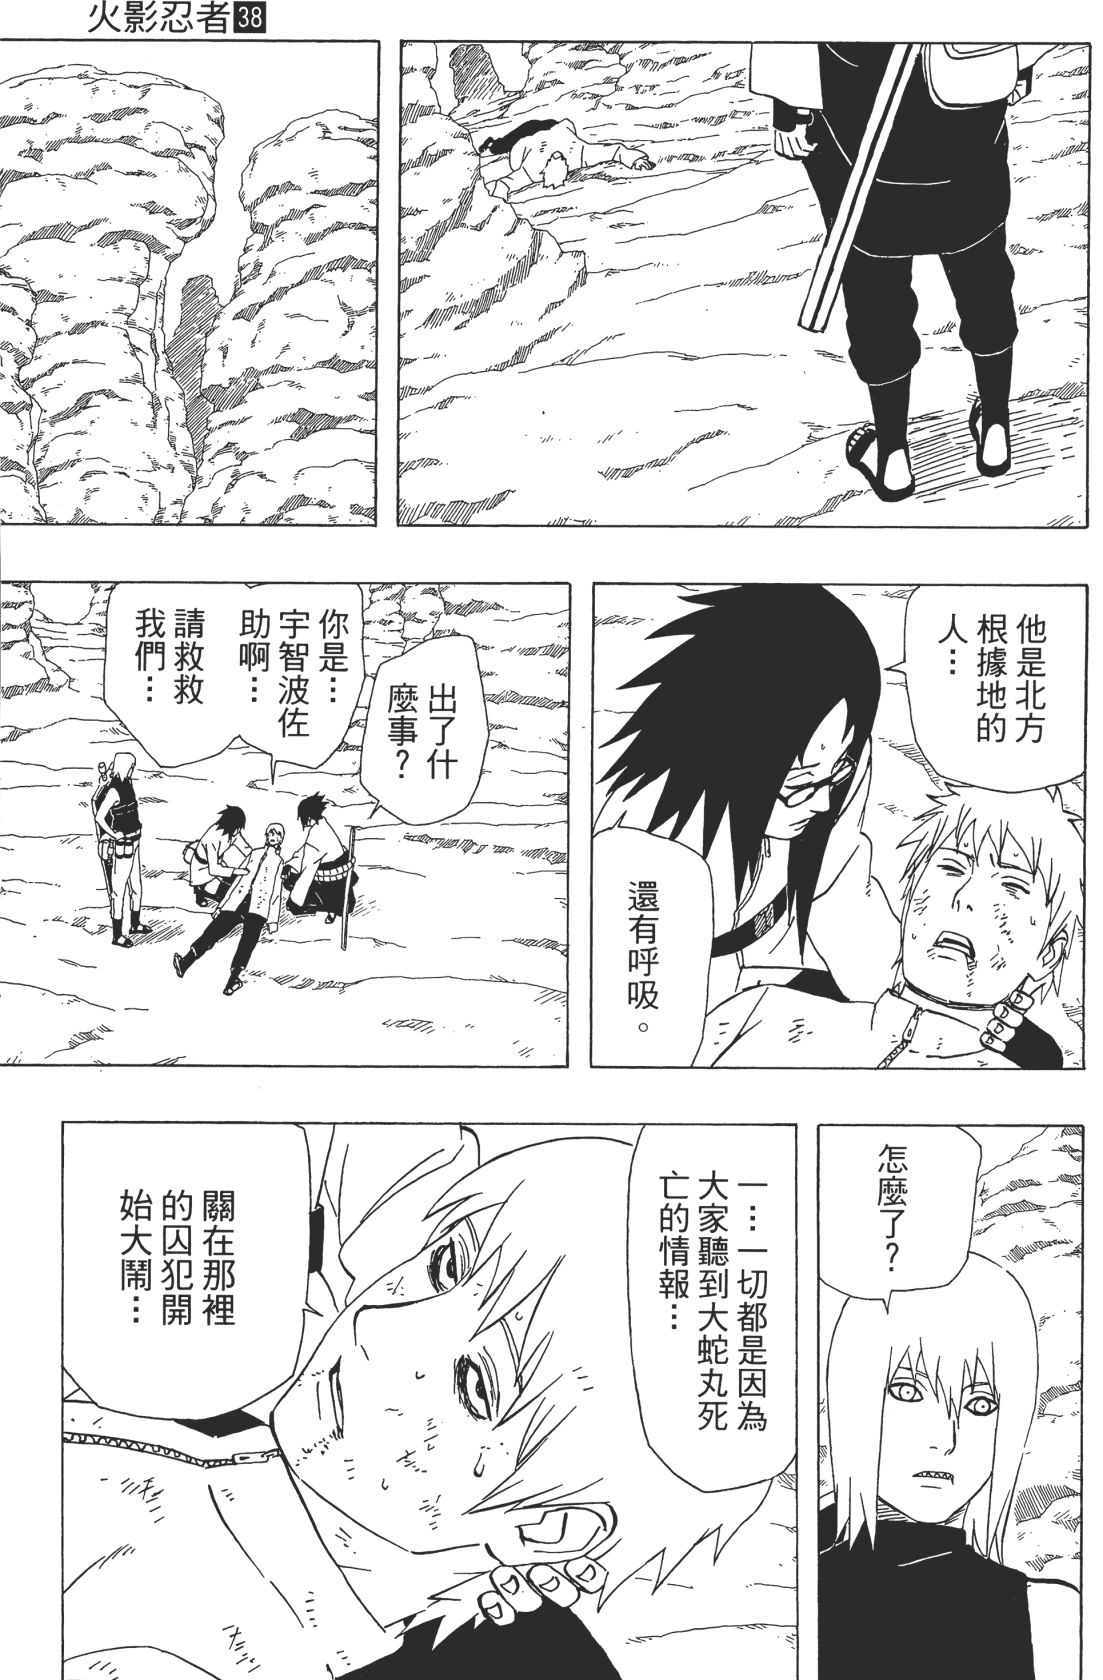 火影忍者38
他是北方
根據地的
人…
還有呼吸。
出了什
麼事？
你是…
宇智波佐
助啊…
請救救
我們…
怎麼了？
一…一切都是因為
大家聽到大蛇丸死
亡的情報…
關在那裡
的囚犯開
始大鬧…